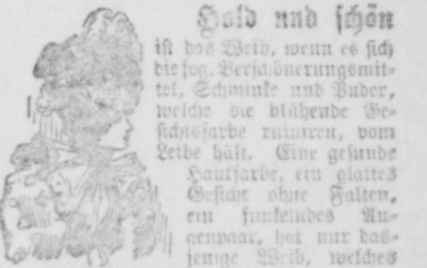 Hold und schön
ist das Weib, wenn es sich
die sog. Verschönerungsmit-
tel, Schminke und Puder,
welche die blühende Ge-
sichtsfarbe ruiniren, vom
Leibe hält. Eine gesunde
Hautfarbe, ein glattes
Gesicht ohne Falten,
ein funkelndes Au-
genpaar, hat nur das-
jenige Weib, welches